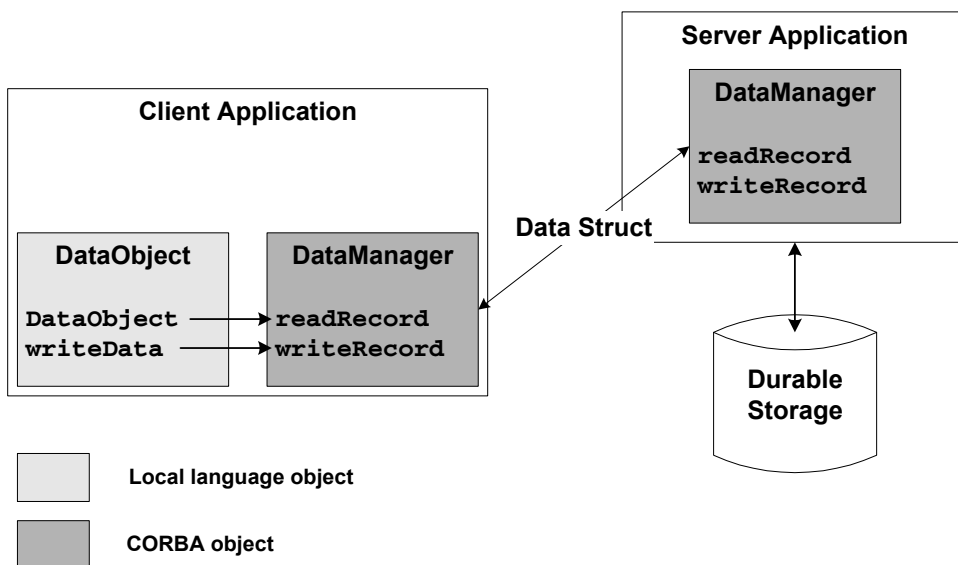 Server Application
DataManager
readRecord
writeRecord
Client Application
Data Struct
DataObject
DataObject
writeData
DataManager
readRecord
writeRecord
Durable
Storage
Local language object
CORBA object